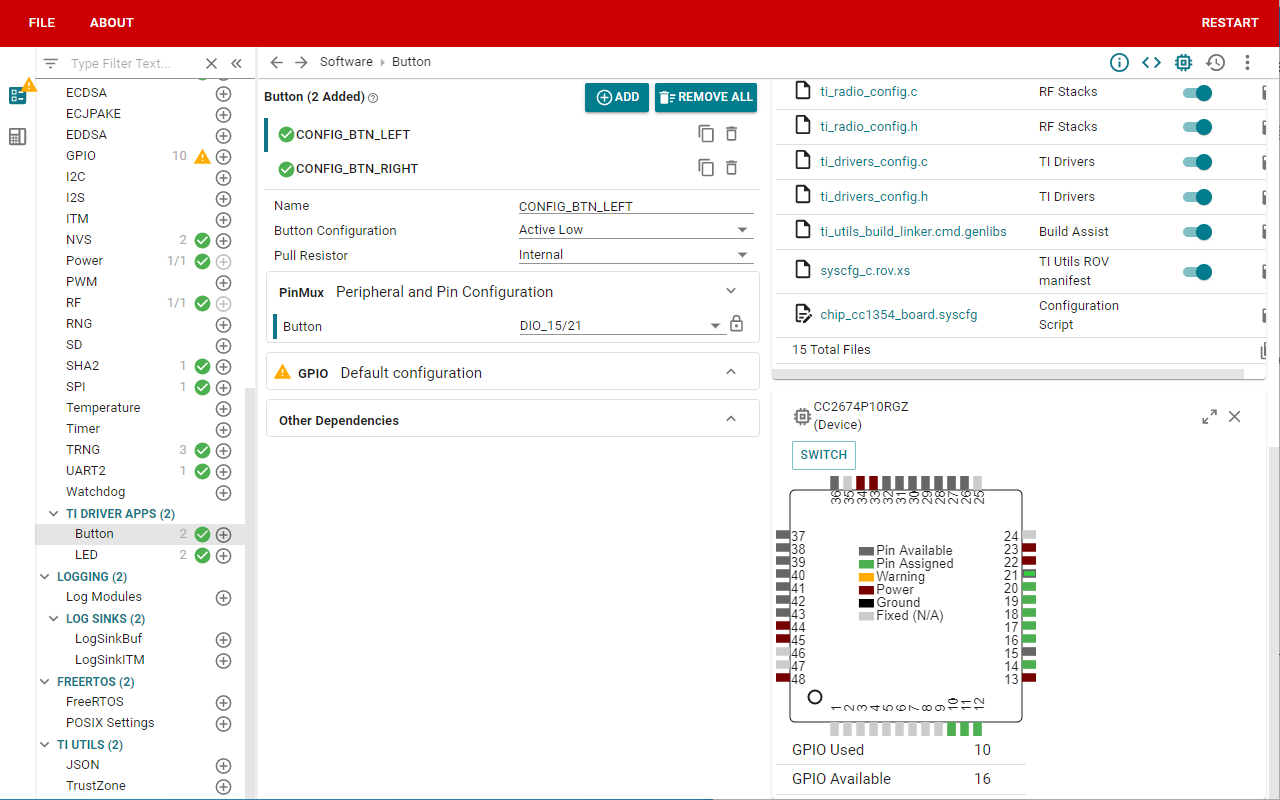 FILE
ABOUT
RESTART
Type Filter Text...
ECDSA
ECJPAKE
EDDSA
GPIO 10
I2C
I2S
ITM
NVS 2
Power 1/1
PWM
RF 1/1
RNG
SD
SHA2 1
SPI 1
Temperature
Timer
TRNG 3
UART2 1
Watchdog
TI DRIVER APPS (2)
Button 2
LED 2
LOGGING (2)
Log Modules
LOG SINKS (2)
LogSinkBuf
LogSinkITM
FREERTOS (2)
FreeRTOS
POSIX Settings
TI UTILS (2)
JSON
TrustZone
Software › Button
Button (2 Added)
ADD
REMOVE ALL
CONFIG_BTN_LEFT
CONFIG_BTN_RIGHT
Name CONFIG_BTN_LEFT
Button Configuration Active Low
Pull Resistor Internal
PinMux Peripheral and Pin Configuration
Button DIO_15/21
GPIO Default configuration
Other Dependencies
ti_radio_config.c RF Stacks
ti_radio_config.h RF Stacks
ti_drivers_config.c TI Drivers
ti_drivers_config.h TI Drivers
ti_utils_build_linker.cmd.genlibs Build Assist
syscfg_c.rov.xs TI Utils ROV
manifest
chip_cc1354_board.syscfg Configuration
Script
15 Total Files
CC2674P10RGZ
(Device)
SWITCH
36 35 34 33 32 31 30 29 28 27 26 25
37 24
38 23
39 22
40 21
41 20
42 19
43 18
44 17
45 16
46 15
47 14
48 13
Pin Available
Pin Assigned
Warning
Power
Ground
Fixed (N/A)
1 2 3 4 5 6 7 8 9 10 11 12
GPIO Used 10
GPIO Available 16